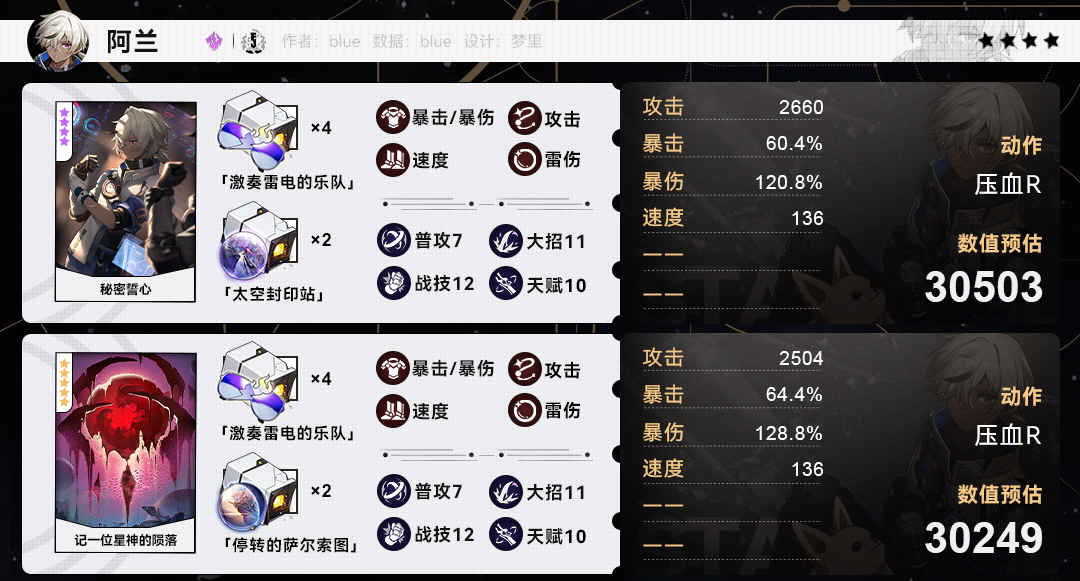 阿兰 5 作者：blue 数据：blue 设计：梦里
秘密誓心
×4
「激奏雷电的乐队」
×2
「太空封印站」
暴击/暴伤 攻击
速度 雷伤
普攻7 大招11
战技12 天赋10
攻击 2660
暴击 60.4%
暴伤 120.8%
速度 136
——
——
动作
压血R
数值预估
30503
记一位星神的陨落
×4
「激奏雷电的乐队」
×2
「停转的萨尔索图」
暴击/暴伤 攻击
速度 雷伤
普攻7 大招11
战技12 天赋10
攻击 2504
暴击 64.4%
暴伤 128.8%
速度 136
——
——
动作
压血R
数值预估
30249